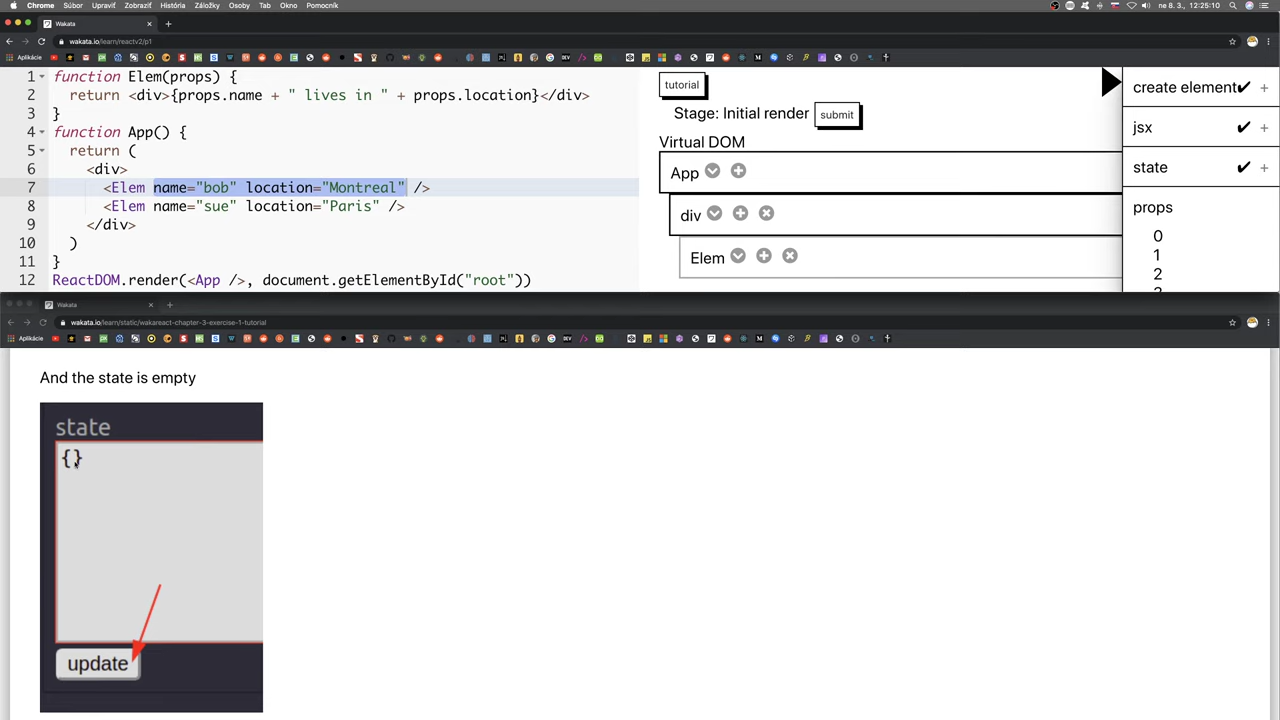 Chrome Súbor Upraviť Zobraziť História Záložky Osoby Tab Okno Pomocník
ne 8. 3., 12:25:10
Wakata
wakata.io/learn/reactv2/p1
Aplikácie
1 function Elem(props) {
2 return <div>{props.name + " lives in " + props.location}</div>
3 }
4 function App() {
5 return (
6 <div>
7 <Elem name="bob" location="Montreal" />
8 <Elem name="sue" location="Paris" />
9 </div>
10 )
11 }
12 ReactDOM.render(<App />, document.getElementById("root"))
tutorial
Stage: Initial render submit
Virtual DOM
App
div
Elem
create element
jsx
state
props
0
1
2
Wakata
wakata.io/learn/static/wakareact-chapter-3-exercise-1-tutorial
Aplikácie
And the state is empty
state
{}
update